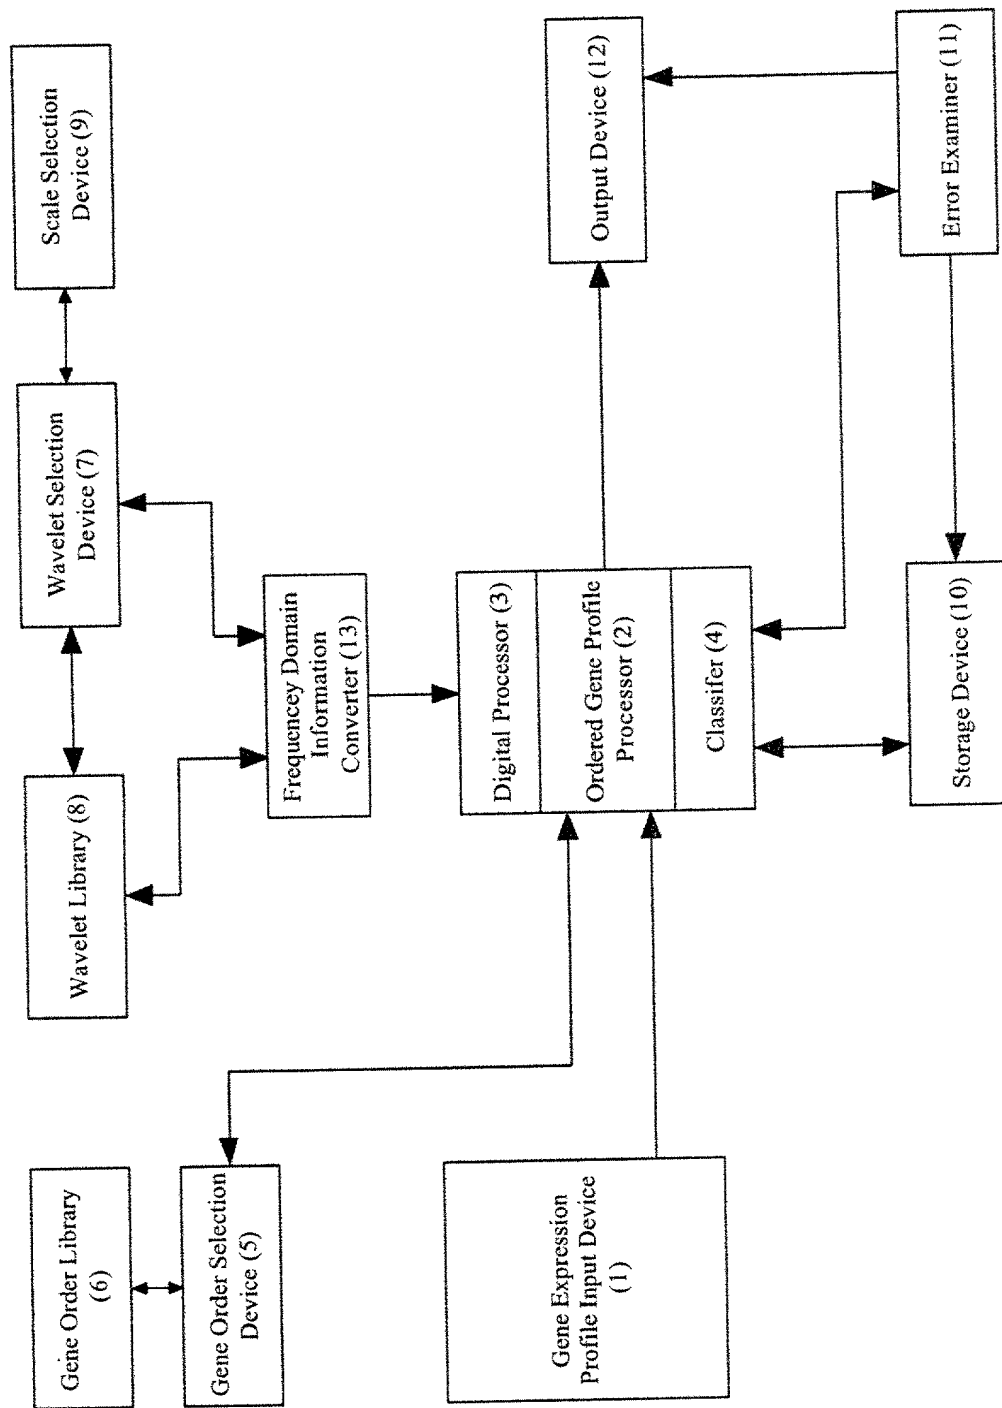 Gene Order Library
(6)
Gene Order Selection
Device (5)
Gene Expression
Profile Input Device
(1)
Wavelet Library (8)
Wavelet Selection
Device (7)
Scale Selection
Device (9)
Frequencey Domain
Information
Converter (13)
Digital Processor (3)
Ordered Gene Profile
Processor (2)
Classifer (4)
Output Device (12)
Storage Device (10)
Error Examiner (11)